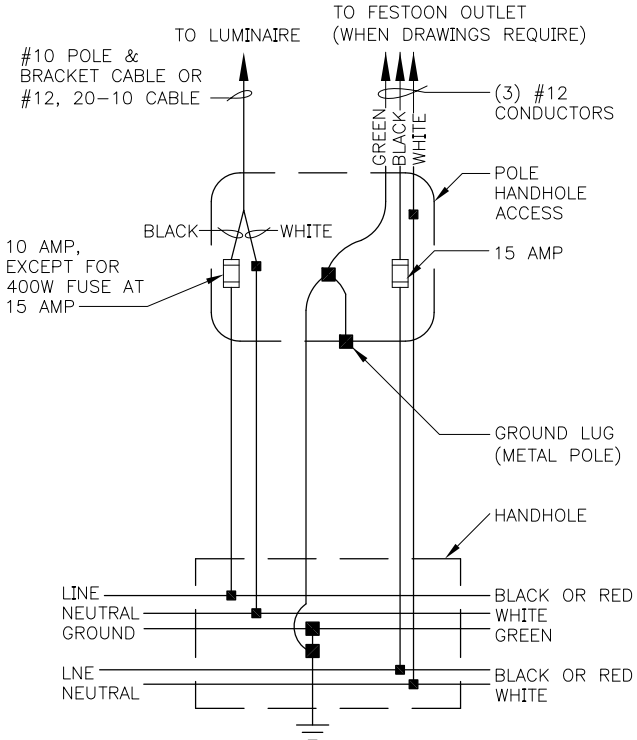 TO FESTOON OUTLET
(WHEN DRAWINGS REQUIRE)
TO LUMINAIRE
#10 POLE &
BRACKET CABLE OR
#12, 20-10 CABLE
(3) #12
CONDUCTORS
GREEN
BLACK
WHITE
POLE
HANDHOLE
ACCESS
BLACK
WHITE
10 AMP,
EXCEPT FOR
400W FUSE AT
15 AMP
15 AMP
GROUND LUG
(METAL POLE)
HANDHOLE
LINE
BLACK OR RED
NEUTRAL
WHITE
GROUND
GREEN
LNE
BLACK OR RED
NEUTRAL
WHITE